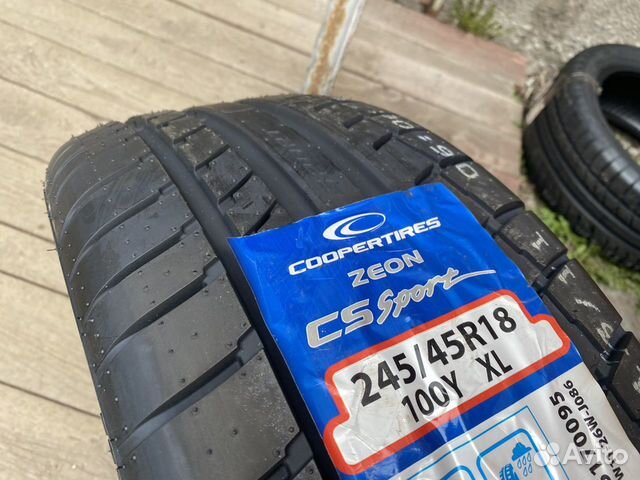 COOPERTIRES
ZEON
CS Sport
245/45R18
100Y XL
Avito